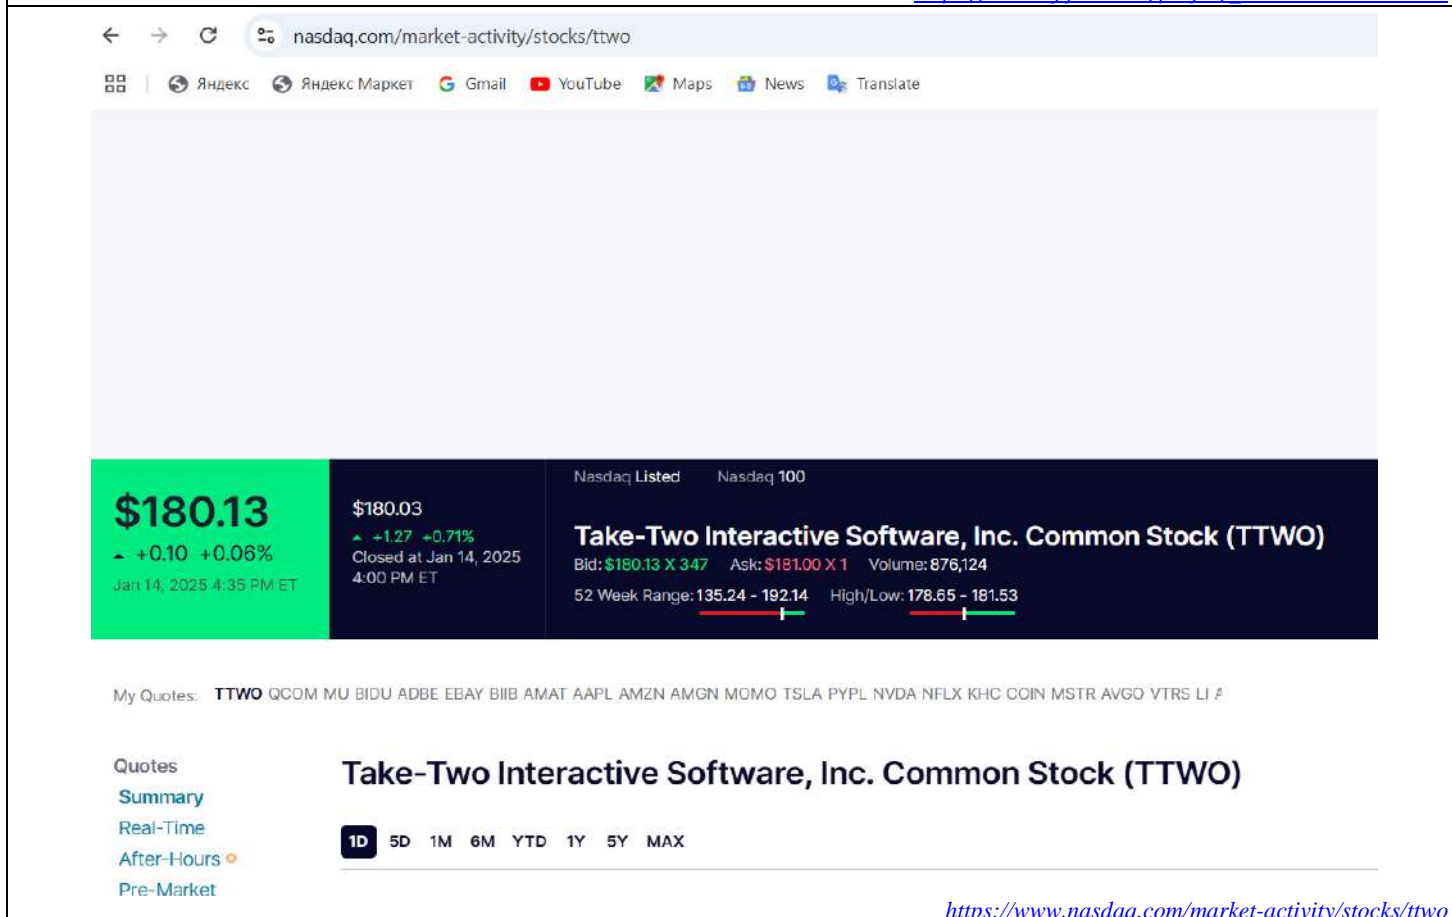 nasdaq.com/market-activity/stocks/ttwo
Яндекс Яндекс Маркет Gmail YouTube Maps News Translate
$180.13
+0.10 +0.06%
Jan 14, 2025 4:35 PM ET
$180.03
+1.27 +0.71%
Closed at Jan 14, 2025
4:00 PM ET
Nasdaq Listed Nasdaq 100
Take-Two Interactive Software, Inc. Common Stock (TTWO)
Bid: $180.13 X 347 Ask: $181.00 X 1 Volume: 876,124
52 Week Range: 135.24 - 192.14 High/Low: 178.65 - 181.53
My Quotes: TTWO QCOM MU BIDU ADBE EBAY BIIB AMAT AAPL AMZN AMGN MOMO TSLA PYPL NVDA NFLX KHC COIN MSTR AVGO VTRS LI
Quotes
Summary
Real-Time
After-Hours
Pre-Market
Take-Two Interactive Software, Inc. Common Stock (TTWO)
1D 5D 1M 6M YTD 1Y 5Y MAX
https://www.nasdaq.com/market-activity/stocks/ttwo